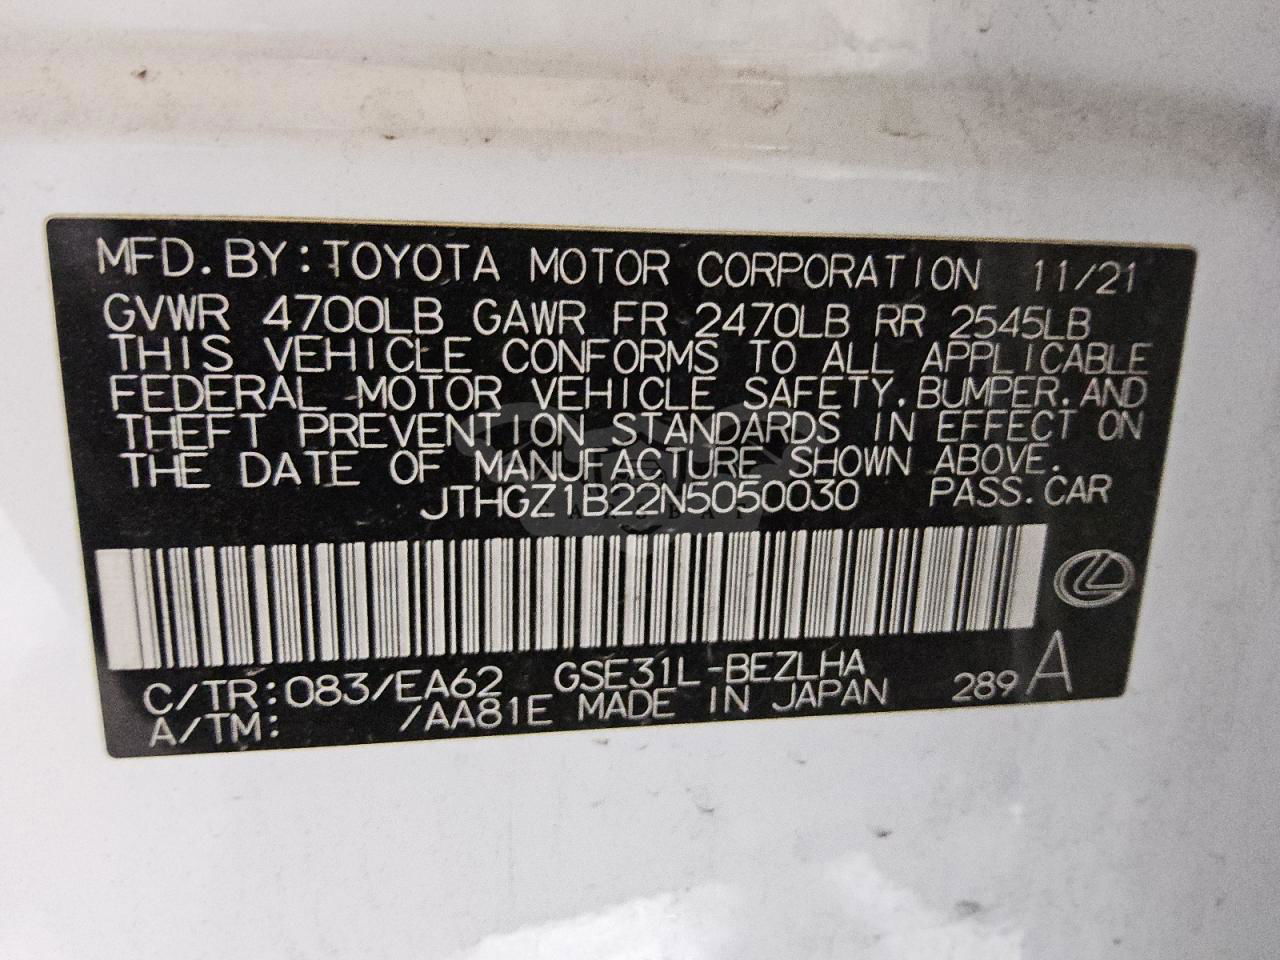 MFD. BY: TOYOTA MOTOR CORPORATION 11/21
GVWR 4700LB GAWR FR 2470LB RR 2545LB
THIS VEHICLE CONFORMS TO ALL APPLICABLE
FEDERAL MOTOR VEHICLE SAFETY, BUMPER, AND
THEFT PREVENTION STANDARDS IN EFFECT ON
THE DATE OF MANUFACTURE SHOWN ABOVE.
JTHGZ1B22N5050030 PASS. CAR
C/TR: 083/EA62 GSE31L-BEZLHA
A/TM: /AA81E MADE IN JAPAN 289 A